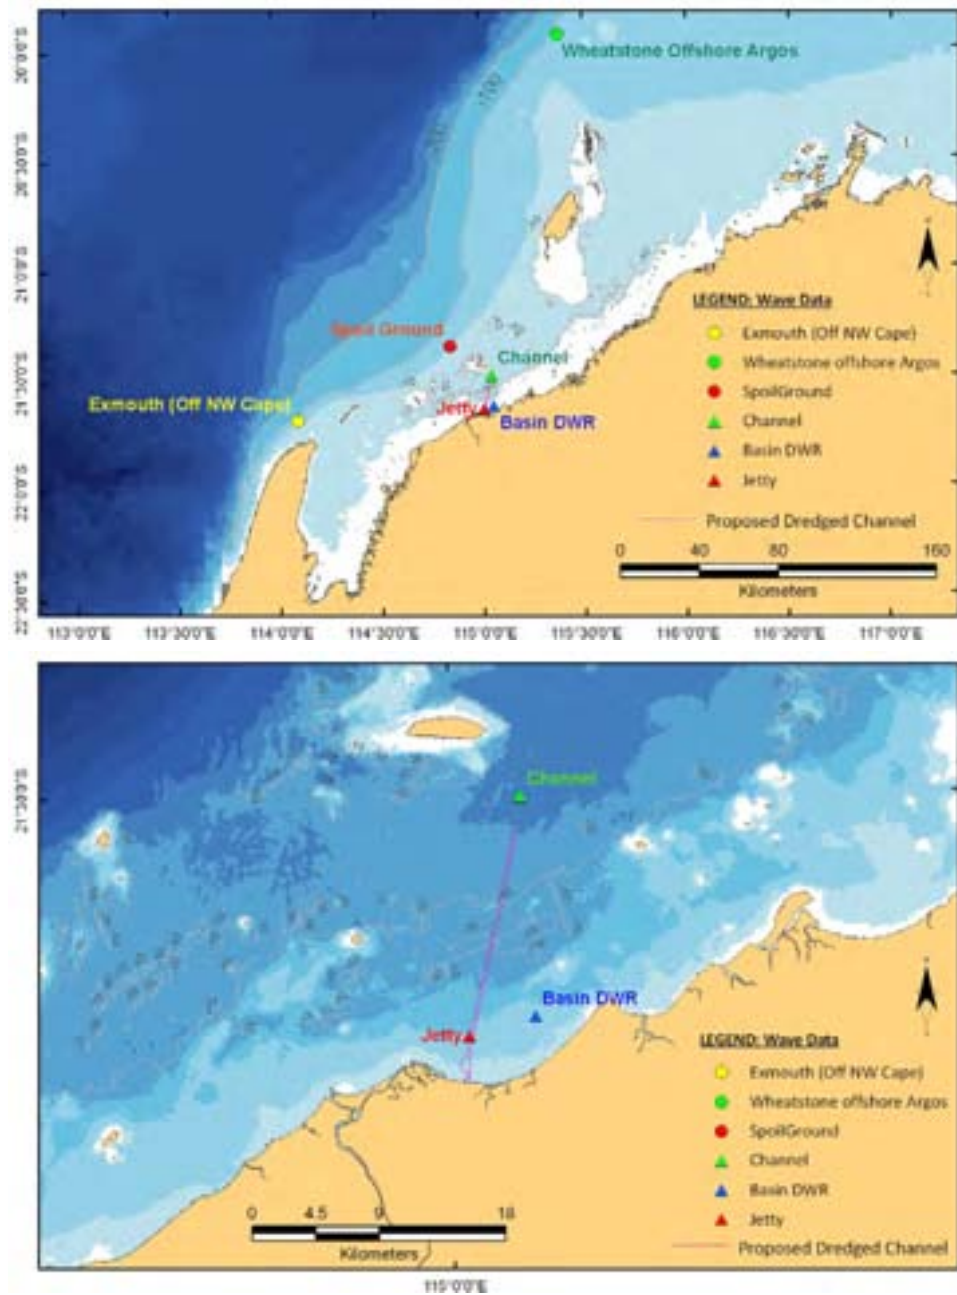 Wheatstone Offshore Argos
20°0'0"S
20°30'0"S
21°0'0"S
21°30'0"S
22°0'0"S
22°30'0"S
Spoil Ground
Channel
Exmouth (Off NW Cape)
Jetty
Basin DWR
LEGEND: Wave Data
Exmouth (Off NW Cape)
Wheatstone offshore Argos
SpoilGround
Channel
Basin DWR
Jetty
Proposed Dredged Channel
0 40 80 160
Kilometers
113°0'0"E 113°30'0"E 114°0'0"E 114°30'0"E 115°0'0"E 115°30'0"E 116°0'0"E 116°30'0"E 117°0'0"E
Channel
21°30'0"S
Basin DWR
Jetty
LEGEND: Wave Data
Exmouth (Off NW Cape)
Wheatstone offshore Argos
SpoilGround
Channel
Basin DWR
Jetty
Proposed Dredged Channel
0 4.5 9 18
Kilometers
115°0'0"E